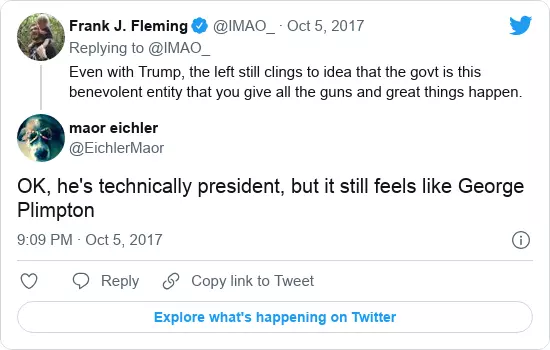 Frank J. Fleming @IMAO_ · Oct 5, 2017
Replying to @IMAO_
Even with Trump, the left still clings to idea that the govt is this
benevolent entity that you give all the guns and great things happen.
maor eichler
@EichlerMaor
OK, he's technically president, but it still feels like George
Plimpton
9:09 PM · Oct 5, 2017
Reply Copy link to Tweet
Explore what's happening on Twitter